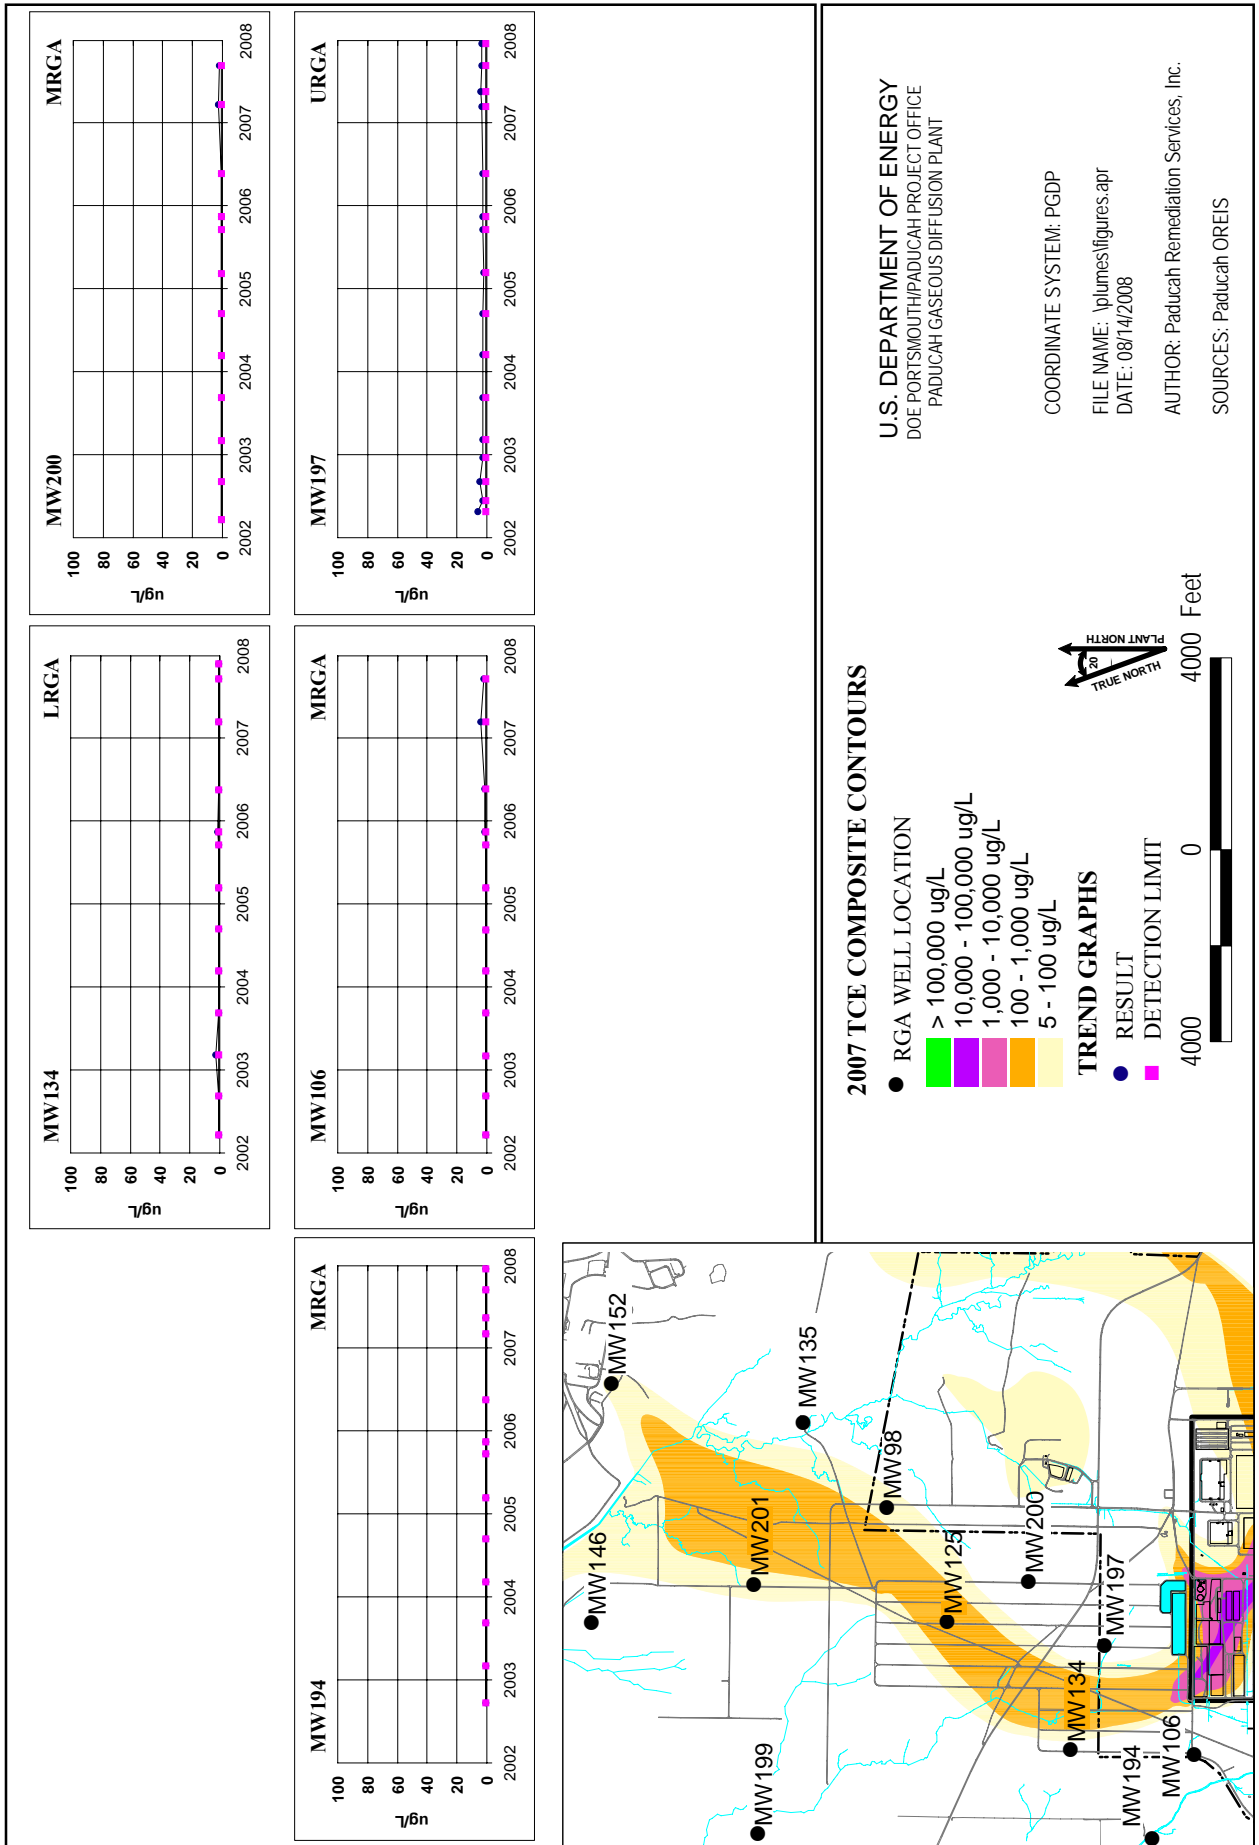 MW194
MRGA
100
80
60
40
20
0
ug/L
2002
2003
2004
2005
2006
2007
2008
MW134
LRGA
100
80
60
40
20
0
ug/L
2002
2003
2004
2005
2006
2007
2008
MW200
MRGA
100
80
60
40
20
0
ug/L
2002
2003
2004
2005
2006
2007
2008
MW106
MRGA
100
80
60
40
20
0
ug/L
2002
2003
2004
2005
2006
2007
2008
MW197
URGA
100
80
60
40
20
0
ug/L
2002
2003
2004
2005
2006
2007
2008
MW152
MW146
MW135
MW201
MW199
MW98
MW125
MW200
MW197
MW134
MW194
MW106
2007 TCE COMPOSITE CONTOURS
RGA WELL LOCATION
> 100,000 ug/L
10,000 - 100,000 ug/L
1,000 - 10,000 ug/L
100 - 1,000 ug/L
5 - 100 ug/L
TREND GRAPHS
RESULT
DETECTION LIMIT
4000
0
4000 Feet
TRUE NORTH
20
PLANT NORTH
U.S. DEPARTMENT OF ENERGY
DOE PORTSMOUTH/PADUCAH PROJECT OFFICE
PADUCAH GASEOUS DIFFUSION PLANT
COORDINATE SYSTEM: PGDP
FILE NAME: \plumes\figures.apr
DATE: 08/14/2008
AUTHOR: Paducah Remediation Services, Inc.
SOURCES: Paducah OREIS